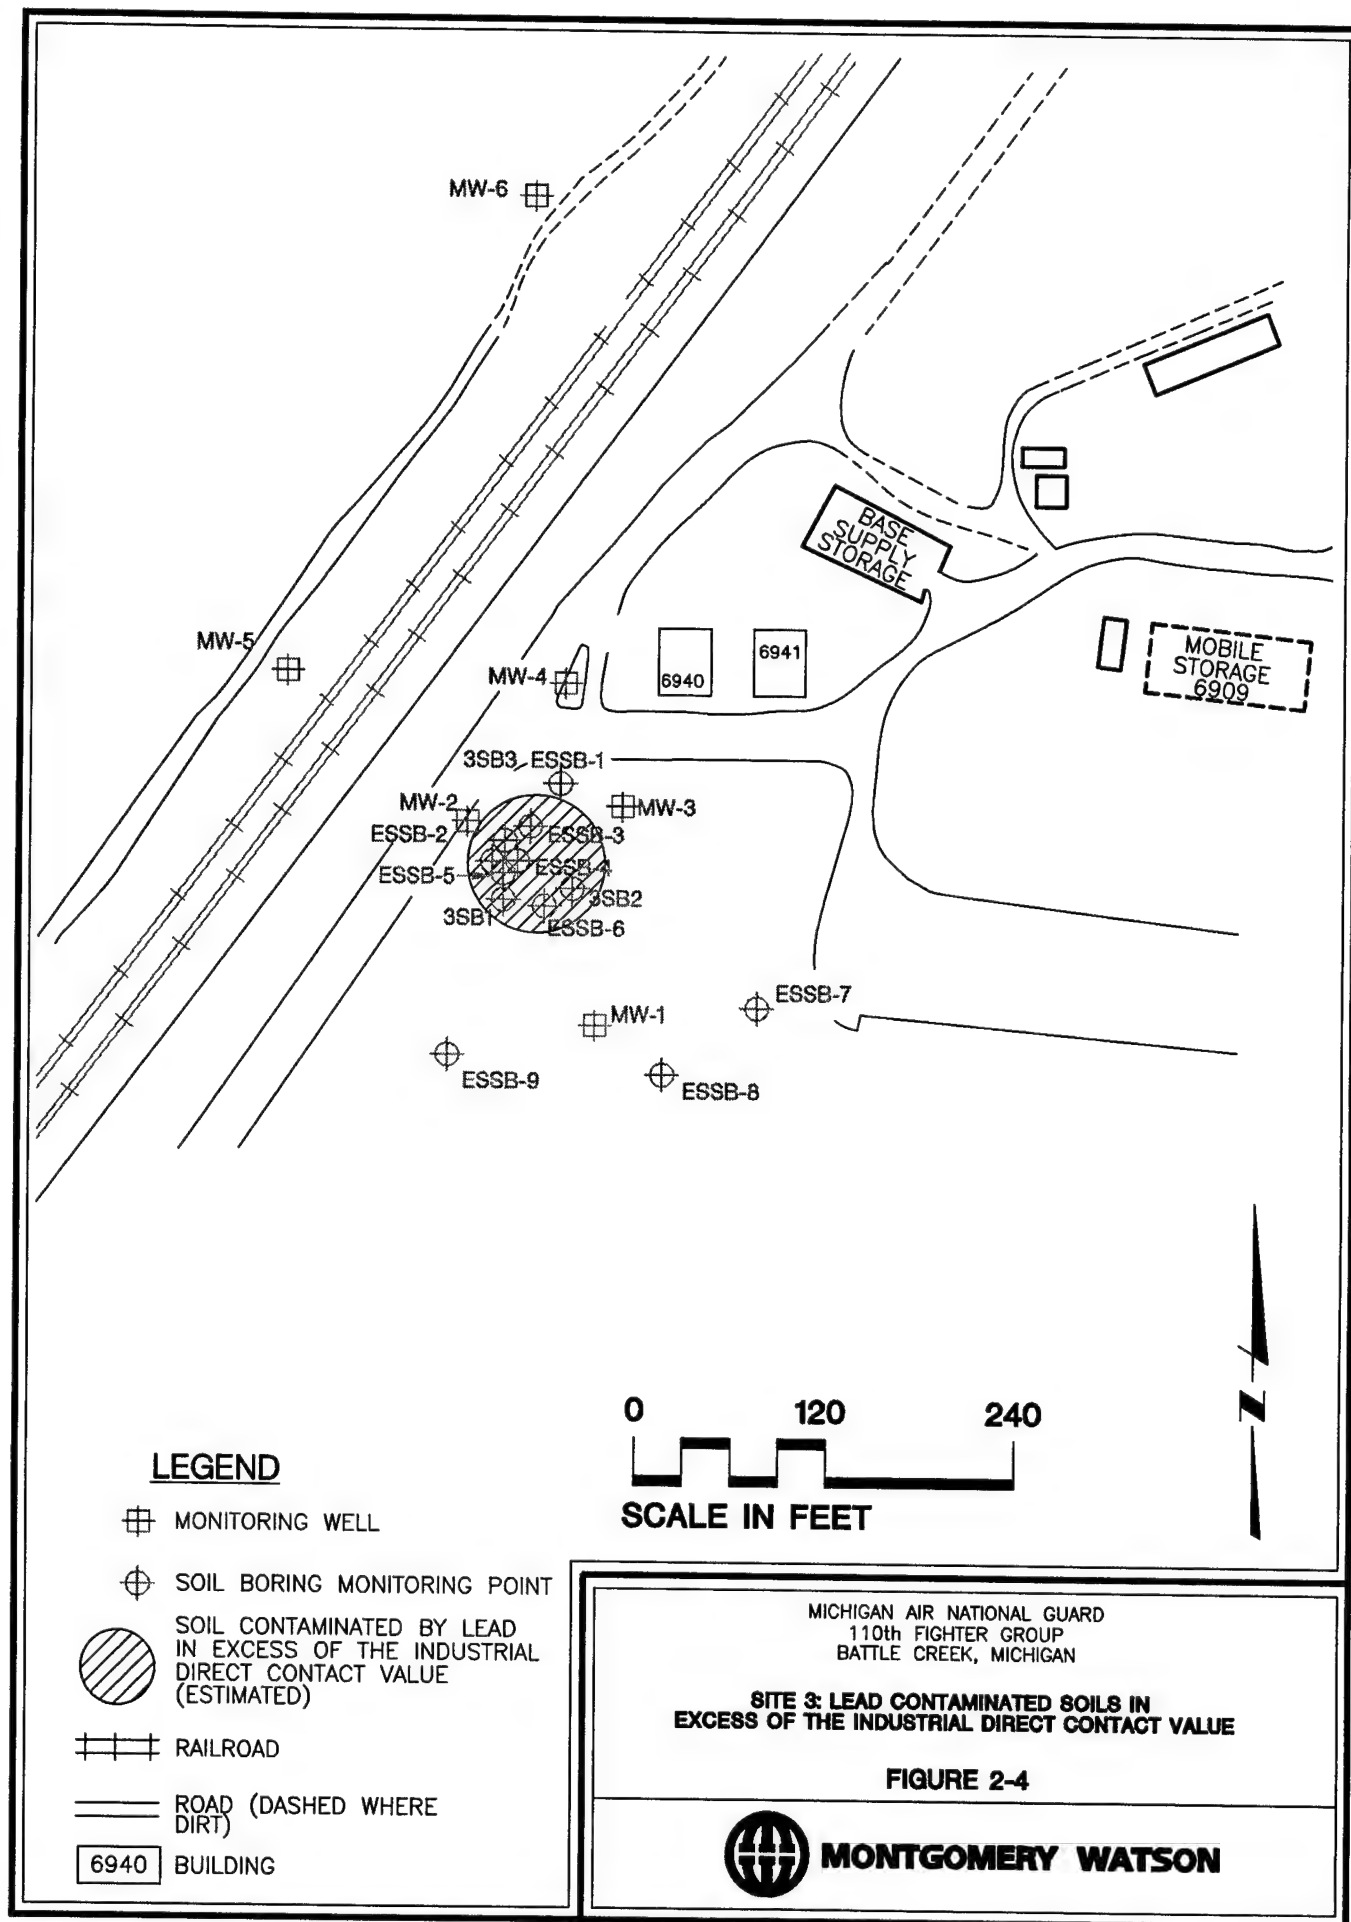 MW-6
BASE
SUPPLY
STORAGE
MW-5
MW-4
6940
6941
MOBILE
STORAGE
6909
3SB3
ESSB-1
MW-2
MW-3
ESSB-2
ESSB-3
ESSB-5
ESSB-4
3SB1
3SB2
ESSB-6
ESSB-7
MW-1
ESSB-9
ESSB-8
N
0 120 240
SCALE IN FEET
LEGEND
MONITORING WELL
SOIL BORING MONITORING POINT
SOIL CONTAMINATED BY LEAD
IN EXCESS OF THE INDUSTRIAL
DIRECT CONTACT VALUE
(ESTIMATED)
RAILROAD
ROAD (DASHED WHERE
DIRT)
6940 BUILDING
MICHIGAN AIR NATIONAL GUARD
110th FIGHTER GROUP
BATTLE CREEK, MICHIGAN
SITE 3: LEAD CONTAMINATED SOILS IN
EXCESS OF THE INDUSTRIAL DIRECT CONTACT VALUE
FIGURE 2-4
MONTGOMERY WATSON